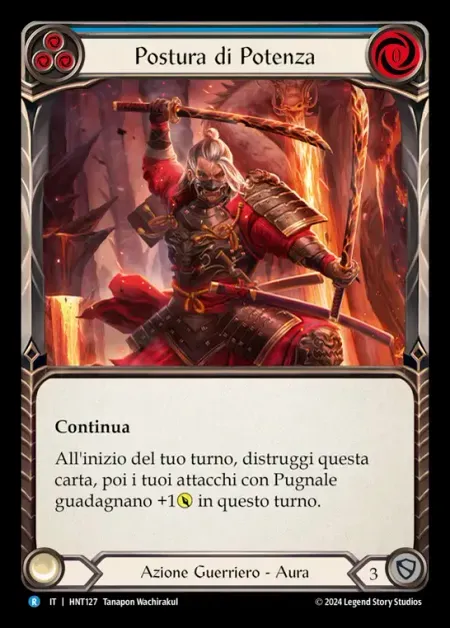 Postura di Potenza
0
Continua
All'inizio del tuo turno, distruggi questa
carta, poi i tuoi attacchi con Pugnale
guadagnano +1 in questo turno.
Azione Guerriero - Aura
3
R IT | HNT127 Tanapon Wachirakul
© 2024 Legend Story Studios